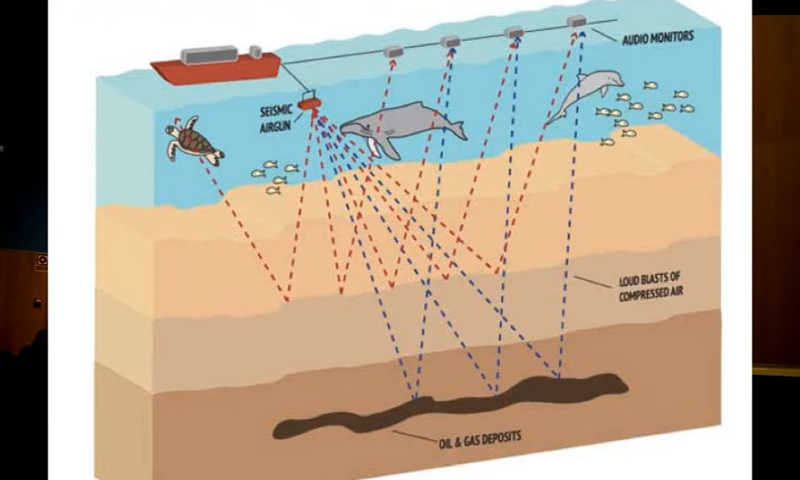 AUDIO MONITORS
SEISMIC
AIRGUN
LOUD BLASTS OF
COMPRESSED AIR
OIL & GAS DEPOSITS